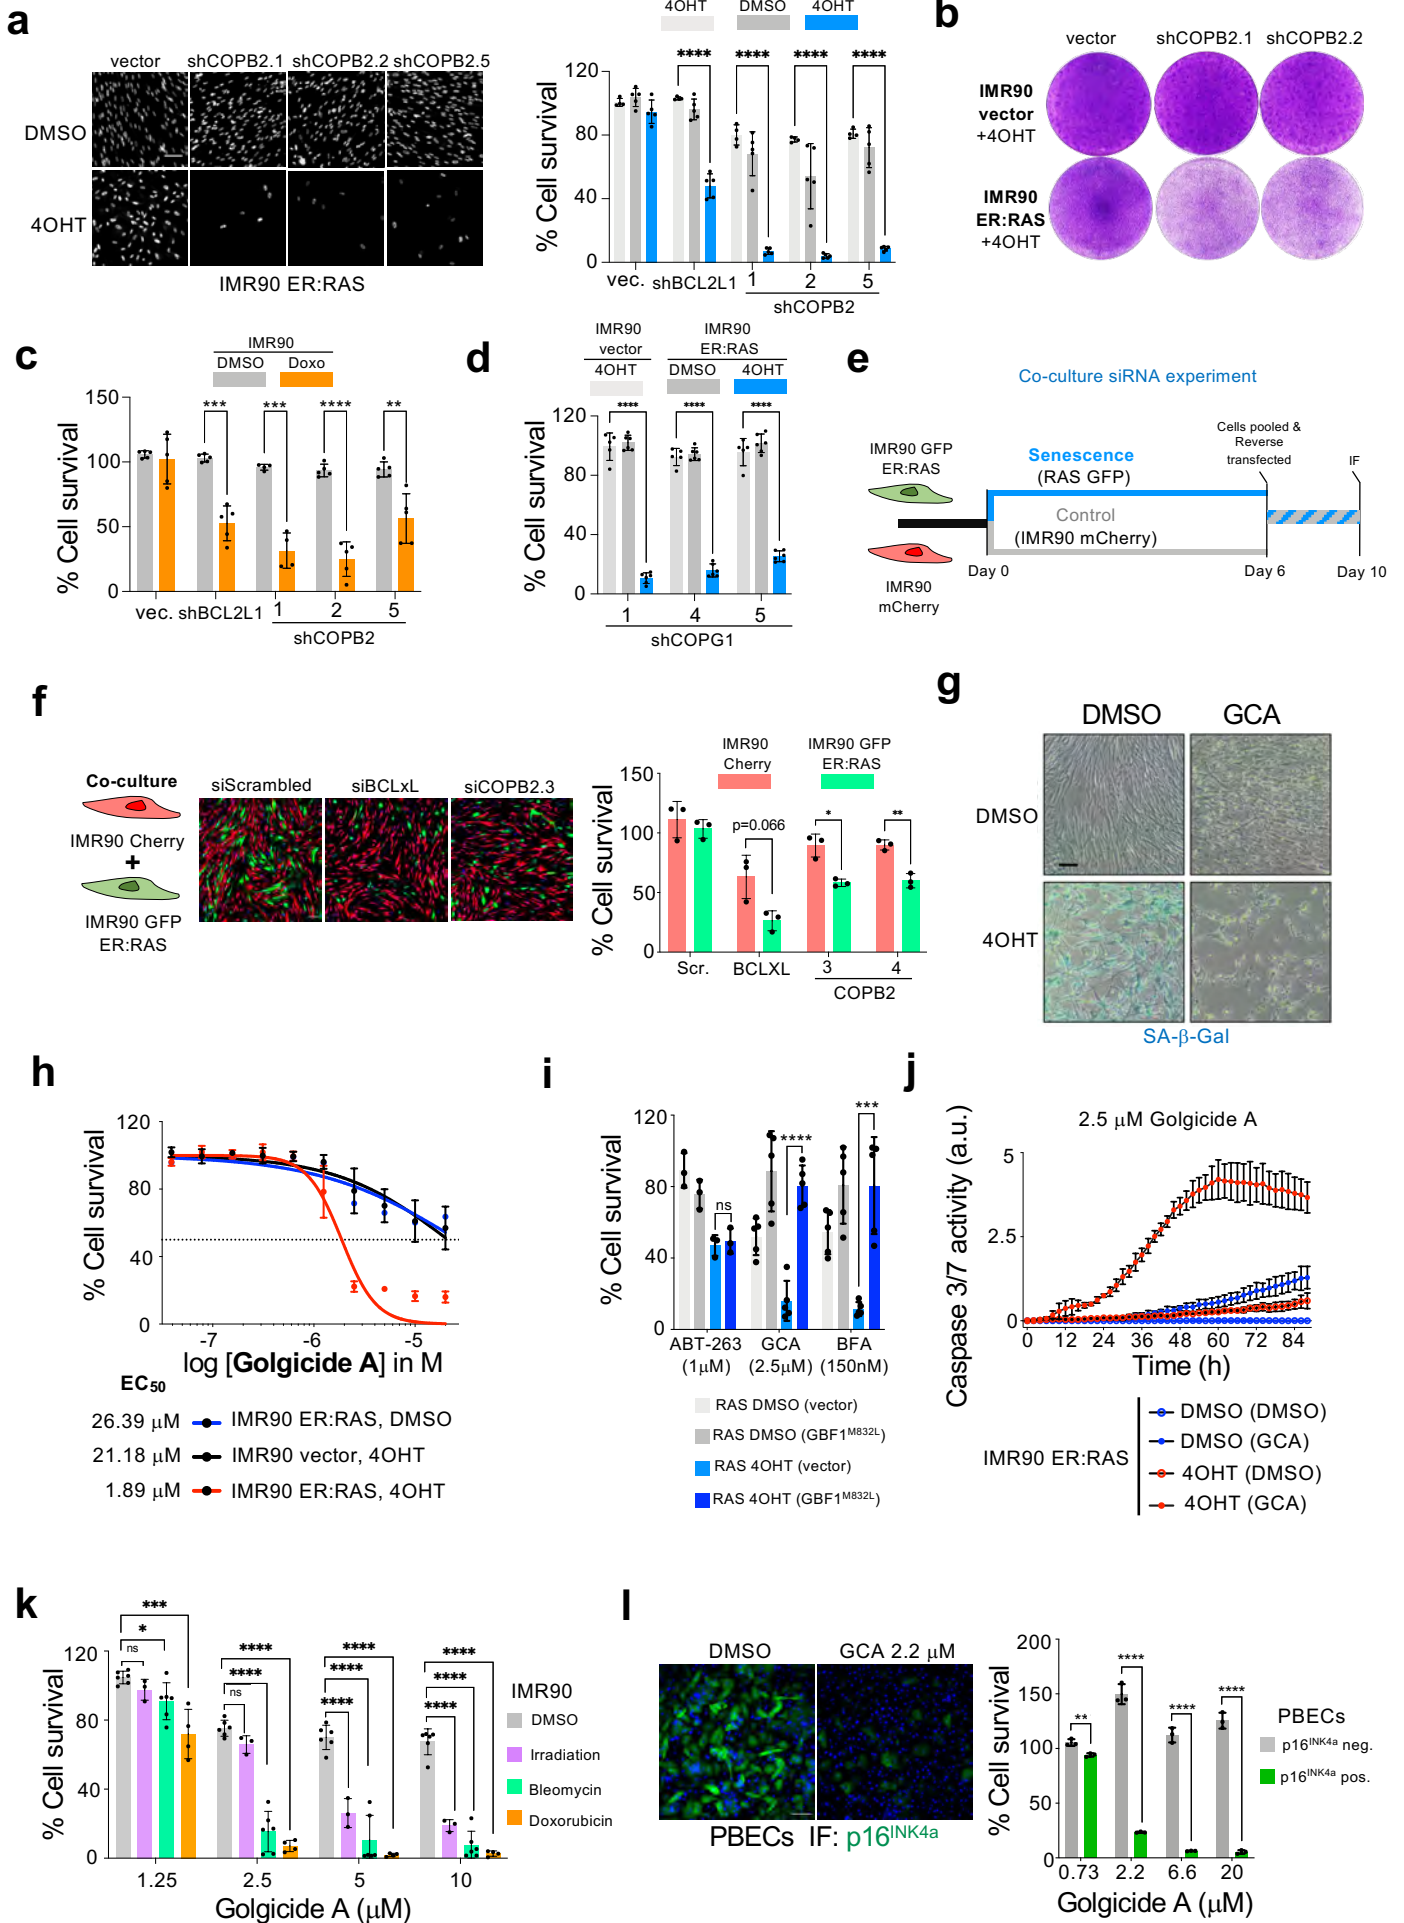 a
4OHT DMSO 4OHT
vector shCOPB2.1 shCOPB2.2 shCOPB2.5
DMSO
4OHT
IMR90 ER:RAS
% Cell survival
120
80
40
0
**** **** **** ****
vec. shBCL2L1 1 2 5
shCOPB2
b
vector shCOPB2.1 shCOPB2.2
IMR90
vector
+4OHT
IMR90
ER:RAS
+4OHT
c
IMR90
DMSO Doxo
% Cell survival
150
100
50
0
*** *** **** **
vec. shBCL2L1 1 2 5
shCOPB2
d
IMR90 IMR90
vector ER:RAS
4OHT DMSO 4OHT
% Cell survival
120
80
40
0
**** **** ****
1 4 5
shCOPG1
e
Co-culture siRNA experiment
IMR90 GFP
ER:RAS
IMR90
mCherry
Senescence
(RAS GFP)
Control
(IMR90 mCherry)
Cells pooled &
Reverse
transfected
IF
Day 0 Day 6 Day 10
f
Co-culture
IMR90 Cherry
+
IMR90 GFP
ER:RAS
siScrambled siBCLxL siCOPB2.3
IMR90 IMR90 GFP
Cherry ER:RAS
% Cell survival
150
100
50
0
p=0.066 * **
Scr. BCLXL 3 4
COPB2
g
DMSO GCA
DMSO
4OHT
SA-β-Gal
h
% Cell survival
120
80
40
0
-7 -6 -5
log [Golgicide A] in M
EC50
26.39 μM IMR90 ER:RAS, DMSO
21.18 μM IMR90 vector, 4OHT
1.89 μM IMR90 ER:RAS, 4OHT
i
% Cell survival
120
80
40
0
ns **** ***
ABT-263 GCA BFA
(1μM) (2.5μM) (150nM)
RAS DMSO (vector)
RAS DMSO (GBF1M832L)
RAS 4OHT (vector)
RAS 4OHT (GBF1M832L)
j
2.5 μM Golgicide A
Caspase 3/7 activity (a.u.)
5
2.5
0
0 12 24 36 48 60 72 84
Time (h)
IMR90 ER:RAS
DMSO (DMSO)
DMSO (GCA)
4OHT (DMSO)
4OHT (GCA)
k
% Cell survival
120
80
40
0
ns * ***
ns **** ****
**** **** ****
**** **** ****
1.25 2.5 5 10
Golgicide A (μM)
IMR90
DMSO
Irradiation
Bleomycin
Doxorubicin
l
DMSO GCA 2.2 μM
PBECs IF: p16INK4a
% Cell survival
200
150
100
50
0
** **** **** ****
0.73 2.2 6.6 20
Golgicide A (μM)
PBECs
p16INK4a neg.
p16INK4a pos.